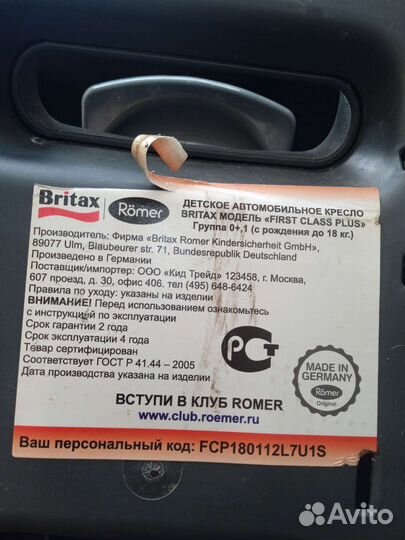 Britax
Römer
ДЕТСКОЕ АВТОМОБИЛЬНОЕ КРЕСЛО
BRITAX МОДЕЛЬ «FIRST CLASS PLUS»
Группа 0+,1 (с рождения до 18 кг.)
Производитель: Фирма «Britax Romer Kindersicherheit GmbH»,
89077 Ulm, Blaubeurer str. 71, Bundesrepublik Deutschland
Произведено в Германии
Поставщик/импортер: ООО «Кид Трейд» 123458, г. Москва,
607 проезд, д. 30, офис 406. тел (495) 648-6424
Правила по уходу: указаны на изделии
ВНИМАНИЕ! Перед использованием ознакомьтесь
с инструкцией по эксплуатации
Срок гарантии 2 года
Срок эксплуатации 4 года
Товар сертифицирован
Соответствует ГОСТ Р 41.44 – 2005
Дата производства указана на изделии
РСТ
MADE IN
GERMANY
Römer
Original
ВСТУПИ В КЛУБ ROMER
www.club.roemer.ru
Ваш персональный код: FCP180112L7U1S
Avito